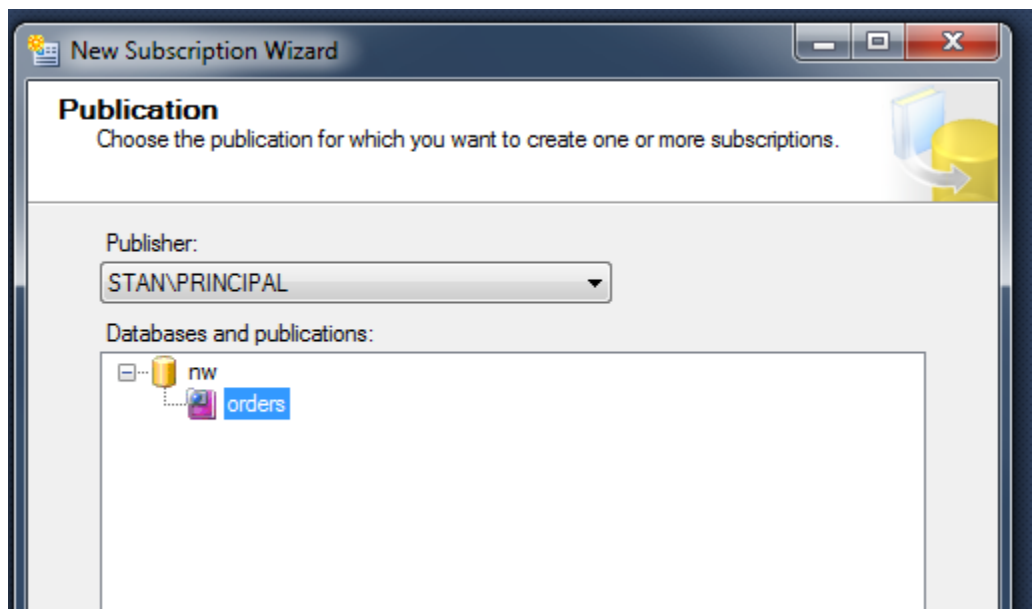 New Subscription Wizard
Publication
Choose the publication for which you want to create one or more subscriptions.
Publisher:
STAN\PRINCIPAL
Databases and publications:
nw
orders